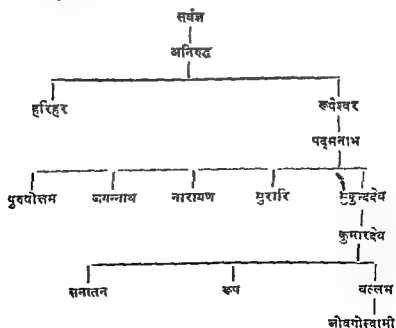 सर्वज्ञ
अनिरुद्ध
हरिहर रूपेश्वर
पद्मनाभ
पुरुषोत्तम जगन्नाथ नारायण मुरारि मुकुन्ददेव
कुमारदेव
सनातन रूप वल्लभ
जीवगोस्वामी